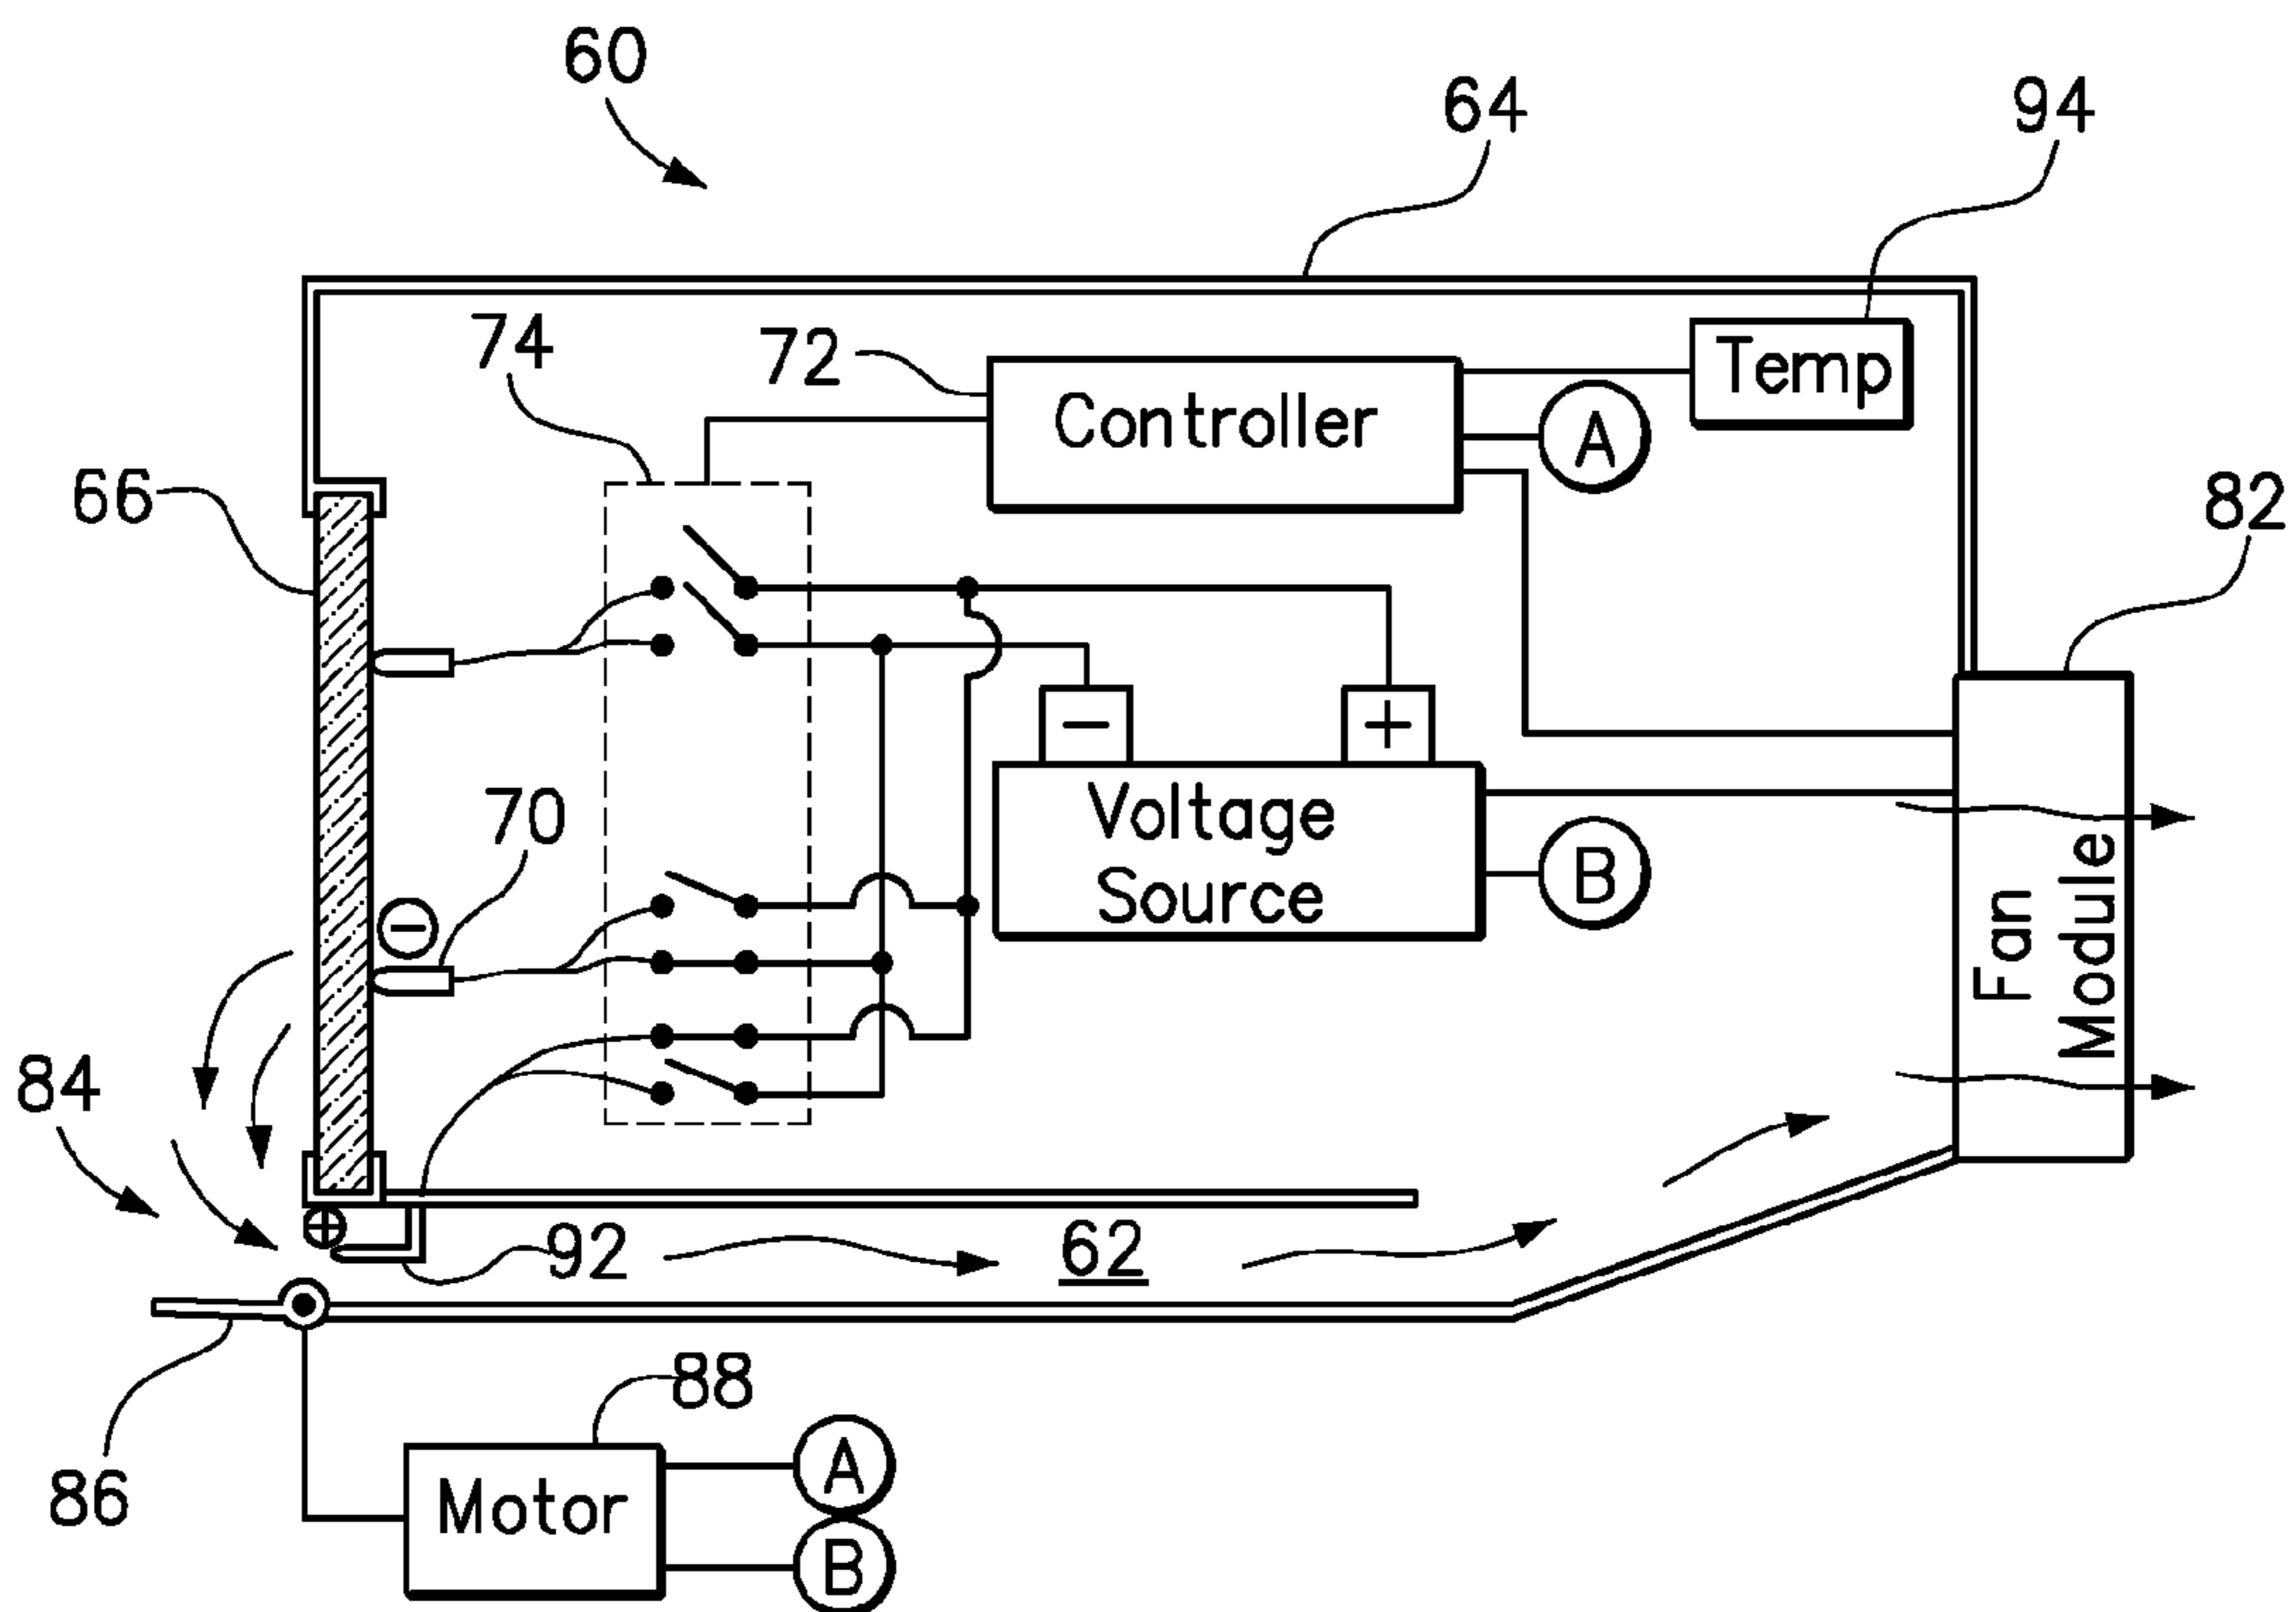 60
64
94
74
72
Controller
Temp
A
66
82
−
+
Voltage
Source
70
B
−
Fan
Module
84
+
92
62
86
88
Motor
A
B